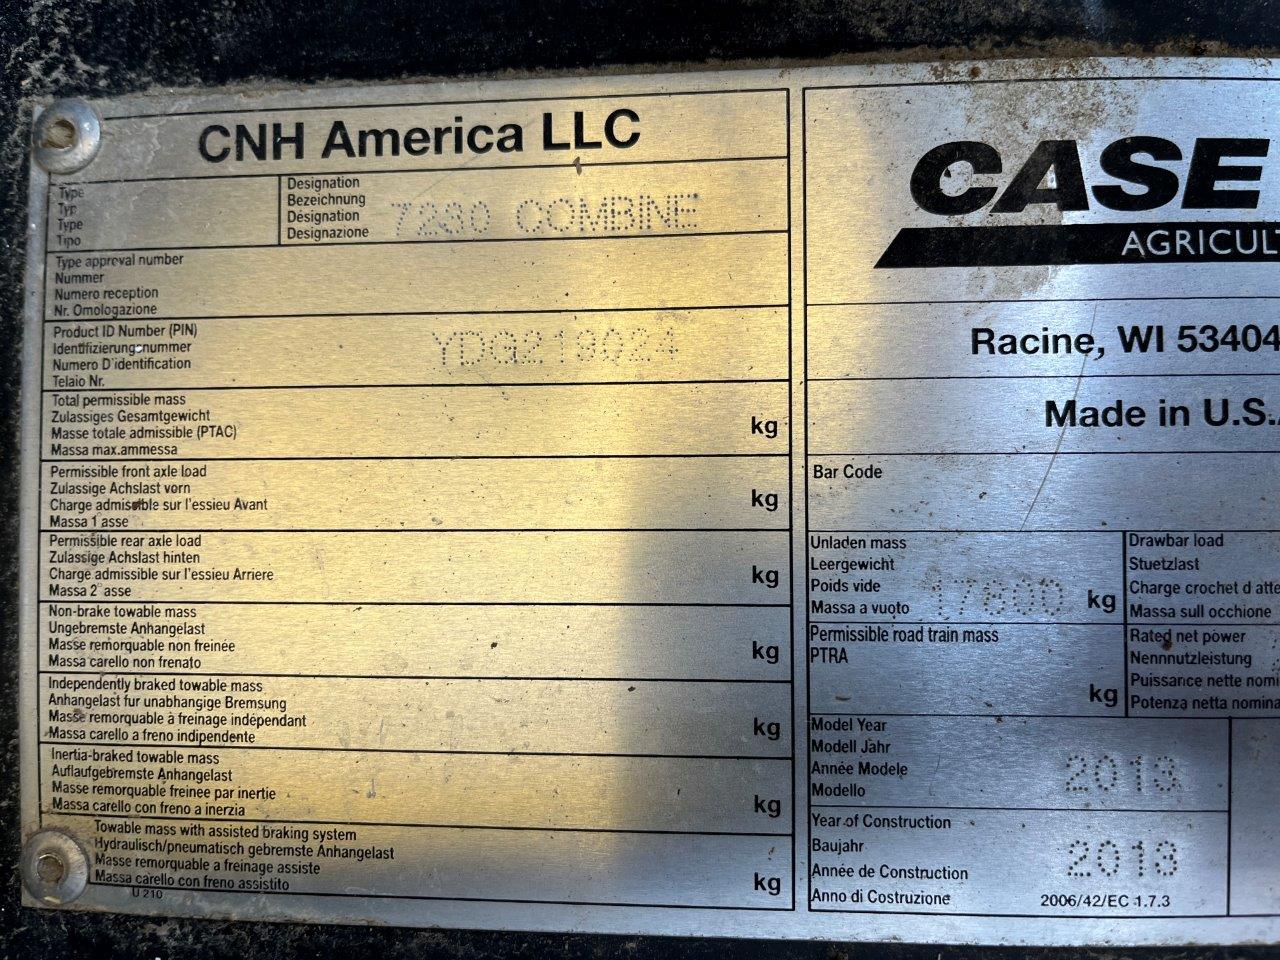 CNH America LLC
Type
Typ
Type
Tipo
Designation
Bezeichnung
Désignation
Designazione
7230 COMBINE
Type approval number
Nummer
Numero reception
Nr. Omologazione
Product ID Number (PIN)
Identifizierungsnummer
Numero D'identification
Telaio Nr.
YDG219024
Total permissible mass
Zulassiges Gesamtgewicht
Masse totale admissible (PTAC)
Massa max.ammessa
kg
Permissible front axle load
Zulassige Achslast vorn
Charge admissible sur l'essieu Avant
Massa 1 asse
kg
Permissible rear axle load
Zulassige Achslast hinten
Charge admissible sur l'essieu Arriere
Massa 2° asse
kg
Non-brake towable mass
Ungebremste Anhangelast
Masse remorquable non freinée
Massa carello non frenato
kg
Independently braked towable mass
Anhangelast fur unabhangige Bremsung
Masse remorquable à freinage indépendant
Massa carello a freno indipendente
kg
Inertia-braked towable mass
Auflaufgebremste Anhangelast
Masse remorquable freinee par inertie
Massa carello con freno a inerzia
kg
Towable mass with assisted braking system
Hydraulisch/pneumatisch gebremste Anhangelast
Masse remorquable a freinage assiste
Massa carello con freno assistito
kg
U 210
CASE
AGRICULT
Racine, WI 53404
Made in U.S.A
Bar Code
Unladen mass
Leergewicht
Poids vide
Massa a vuoto
kg
Drawbar load
Stuetzlast
Charge crochet d atte
Massa sull occhione
Permissible road train mass
PTRA
kg
Rated net power
Nennnutzleistung
Puissance nette nomi
Potenza netta nomina
Model Year
Modell Jahr
Année Modele
Modello
2013
Year of Construction
Baujahr
Année de Construction
Anno di Costruzione
2013
2006/42/EC 1.7.3